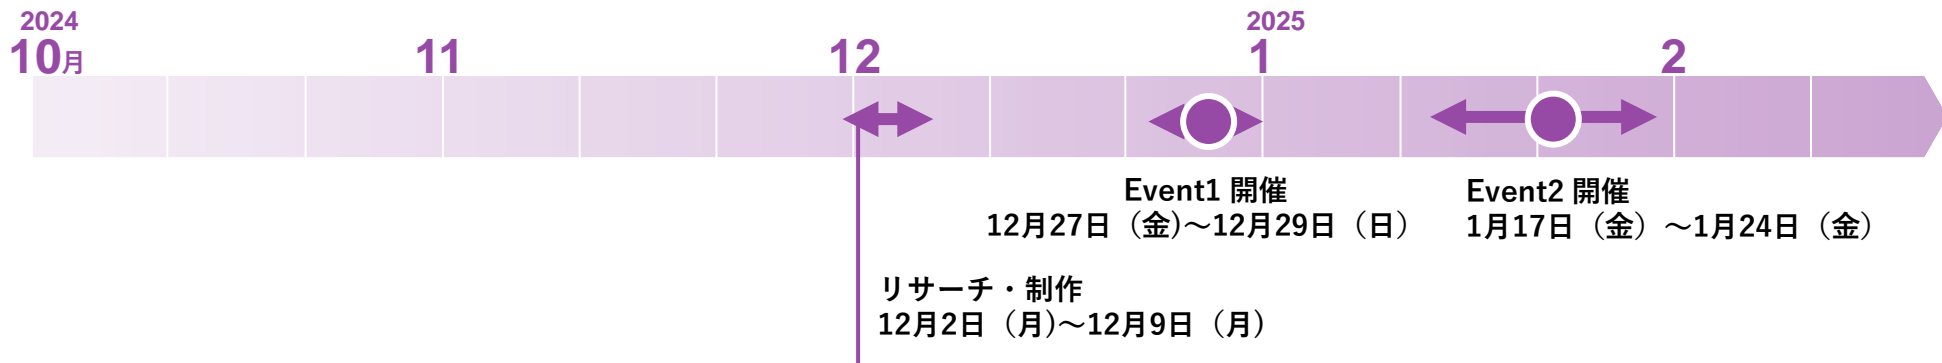 2024
10月
11
12
2025
1
2
Event1 開催
12月27日（金)～12月29日（日）
Event2 開催
1月17日（金）～1月24日（金）
リサーチ・制作
12月2日（月)～12月9日（月）